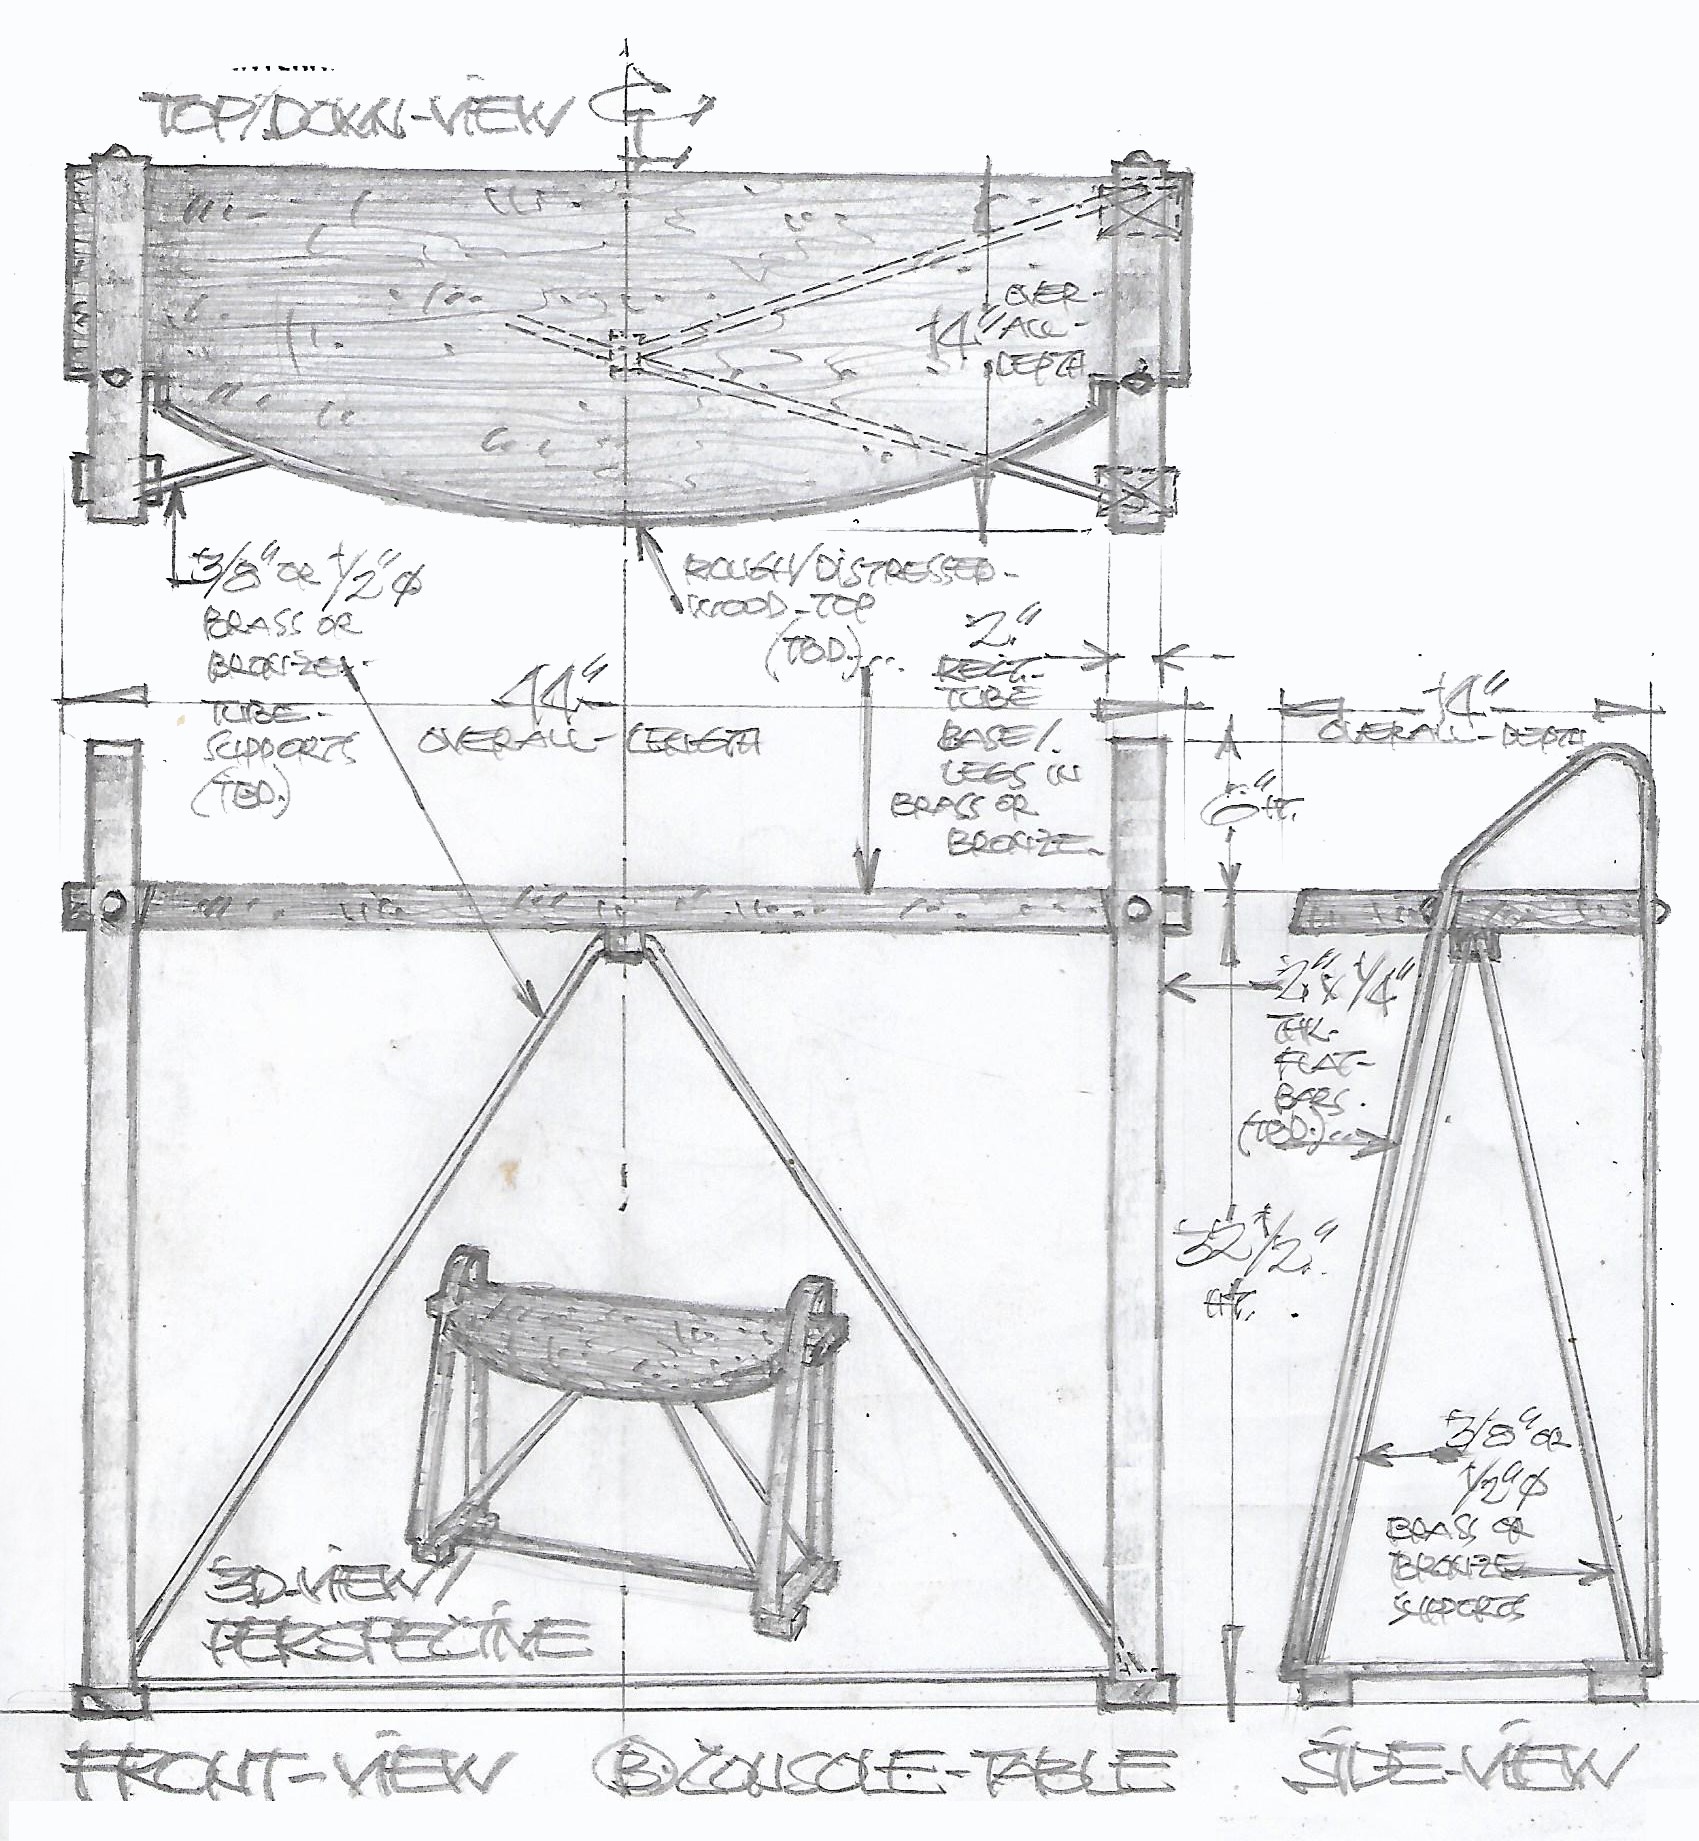 TOP/DOWN-VIEW
14"
OVER-
ALL-
DEPTH
3/8" OR 1/2" Ø
BRASS OR
BRONZE-
TUBE-
SUPPORTS
(TBD.)
ROUGH/DISTRESSED-
WOOD-TOP
(TBD.)
2"
RECT.
TUBE
BASE/
LEGS IN
BRASS OR
BRONZE-
44"
OVERALL-LENGTH
14"
OVERALL-DEPTH
6"
HT.
2" x 1/4"
THK-
FLAT-
BARS.
(TBD.)
32 1/2"
HT.
3/8" OR
1/2" Ø
BRASS OR
BRONZE
SUPPORTS
3D-VIEW/
PERSPECTIVE
FRONT-VIEW
B CONSOLE-TABLE
SIDE-VIEW